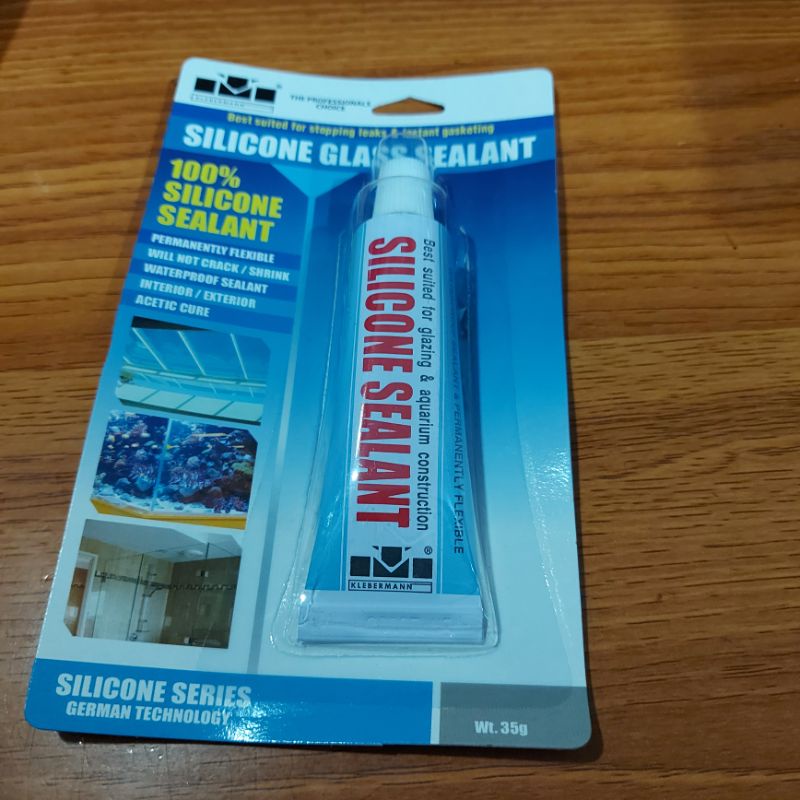 KLEBERMANN
THE PROFESSIONALS
CHOICE
Best suited for stopping leaks & instant gasketing
SILICONE GLASS SEALANT
100%
SILICONE
SEALANT
PERMANENTLY FLEXIBLE
WILL NOT CRACK / SHRINK
WATERPROOF SEALANT
INTERIOR / EXTERIOR
ACETIC CURE
Best suited for glazing & aquarium construction
SILICONE SEALANT
SEALANT & PERMANENTLY FLEXIBLE
®
KLEBERMANN
SILICONE SERIES
GERMAN TECHNOLOGY
Wt. 35g